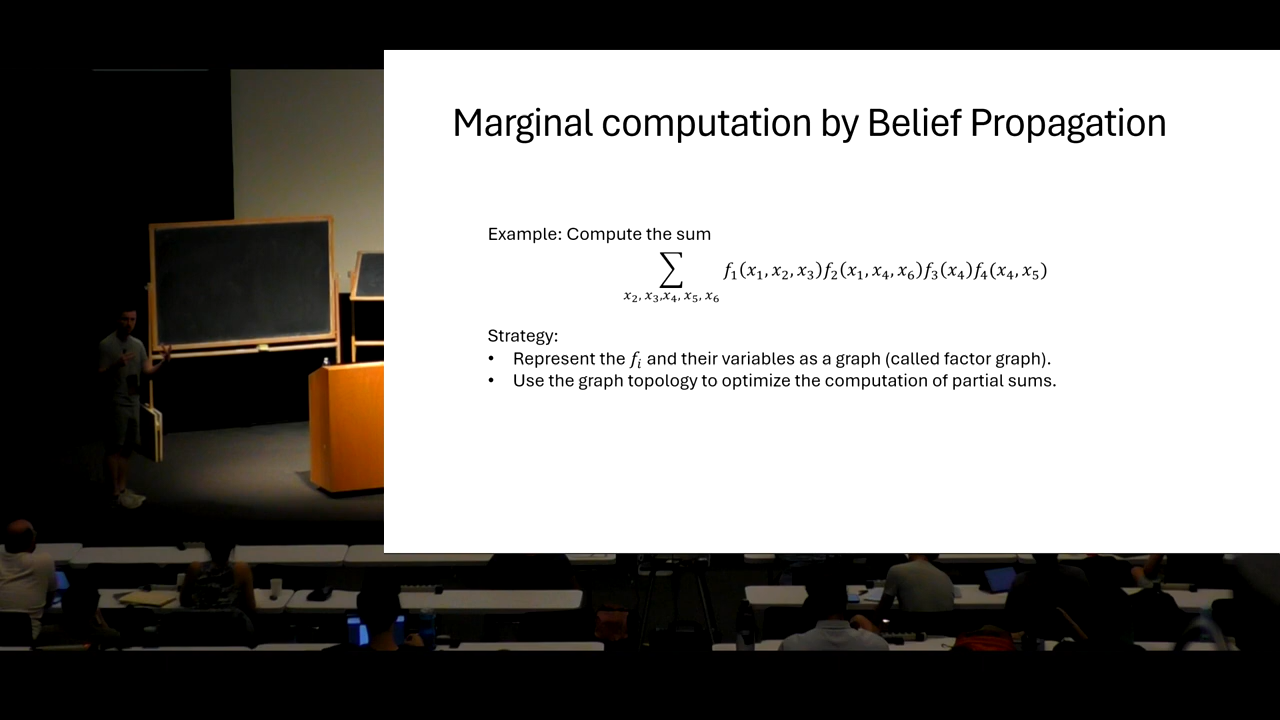 Marginal computation by Belief Propagation
Example: Compute the sum
∑ f₁(x₁, x₂, x₃)f₂(x₁, x₄, x₆)f₃(x₄)f₄(x₄, x₅)
x₂, x₃,x₄, x₅, x₆
Strategy:
• Represent the fᵢ and their variables as a graph (called factor graph).
• Use the graph topology to optimize the computation of partial sums.